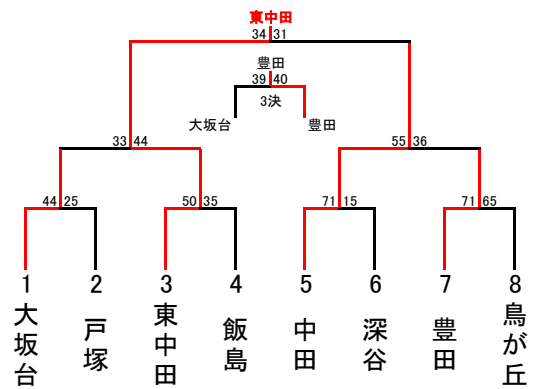 東中田
34 31
豊田
39 40
3決
大坂台 豊田
33 44
55 36
44 25
50 35
71 15
71 65
1 2 3 4 5 6 7 8
大坂台
戸塚
東中田
飯島
中田
深谷
豊田
鳥が丘